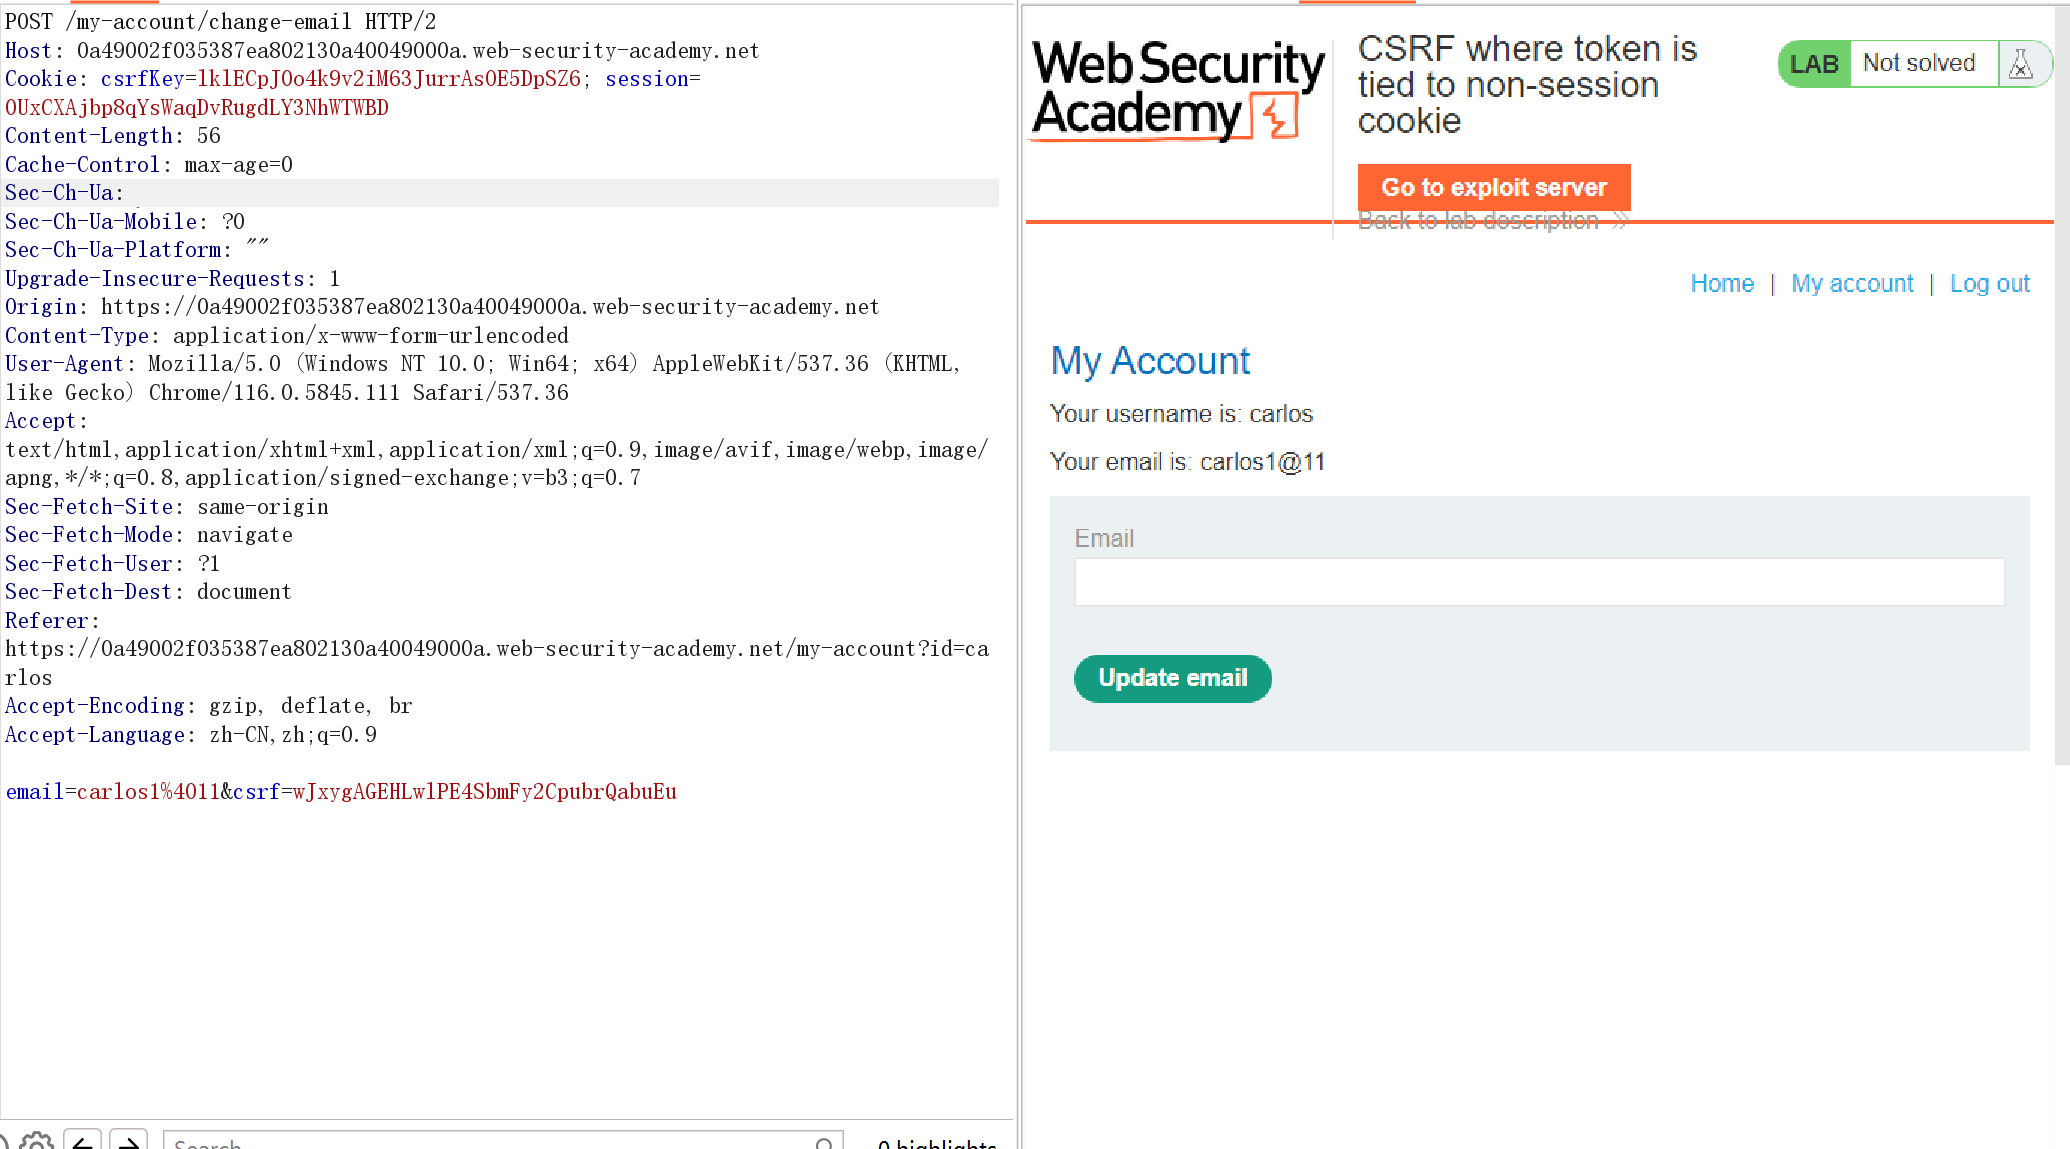 POST /my-account/change-email HTTP/2
Host: 0a49002f035387ea802130a40049000a.web-security-academy.net
Cookie: csrfKey=lklECpJ0o4k9v2iM63JurrAsOE5DpSZ6; session=
OUxCXAjbp8qYsWaqDvRugdLY3NhWTWBD
Content-Length: 56
Cache-Control: max-age=0
Sec-Ch-Ua:
Sec-Ch-Ua-Mobile: ?0
Sec-Ch-Ua-Platform: ""
Upgrade-Insecure-Requests: 1
Origin: https://0a49002f035387ea802130a40049000a.web-security-academy.net
Content-Type: application/x-www-form-urlencoded
User-Agent: Mozilla/5.0 (Windows NT 10.0; Win64; x64) AppleWebKit/537.36 (KHTML,
like Gecko) Chrome/116.0.5845.111 Safari/537.36
Accept:
text/html,application/xhtml+xml,application/xml;q=0.9,image/avif,image/webp,image/
apng,*/*;q=0.8,application/signed-exchange;v=b3;q=0.7
Sec-Fetch-Site: same-origin
Sec-Fetch-Mode: navigate
Sec-Fetch-User: ?1
Sec-Fetch-Dest: document
Referer:
https://0a49002f035387ea802130a40049000a.web-security-academy.net/my-account?id=ca
rlos
Accept-Encoding: gzip, deflate, br
Accept-Language: zh-CN,zh;q=0.9
email=carlos1%4011&csrf=wJxygAGEHLwlPE4SbmFy2CpubrQabuEu
Search
0 highlights
Web Security
Academy
CSRF where token is
tied to non-session
cookie
LAB Not solved
Go to exploit server
Back to lab description
Home | My account | Log out
My Account
Your username is: carlos
Your email is: carlos1@11
Email
Update email